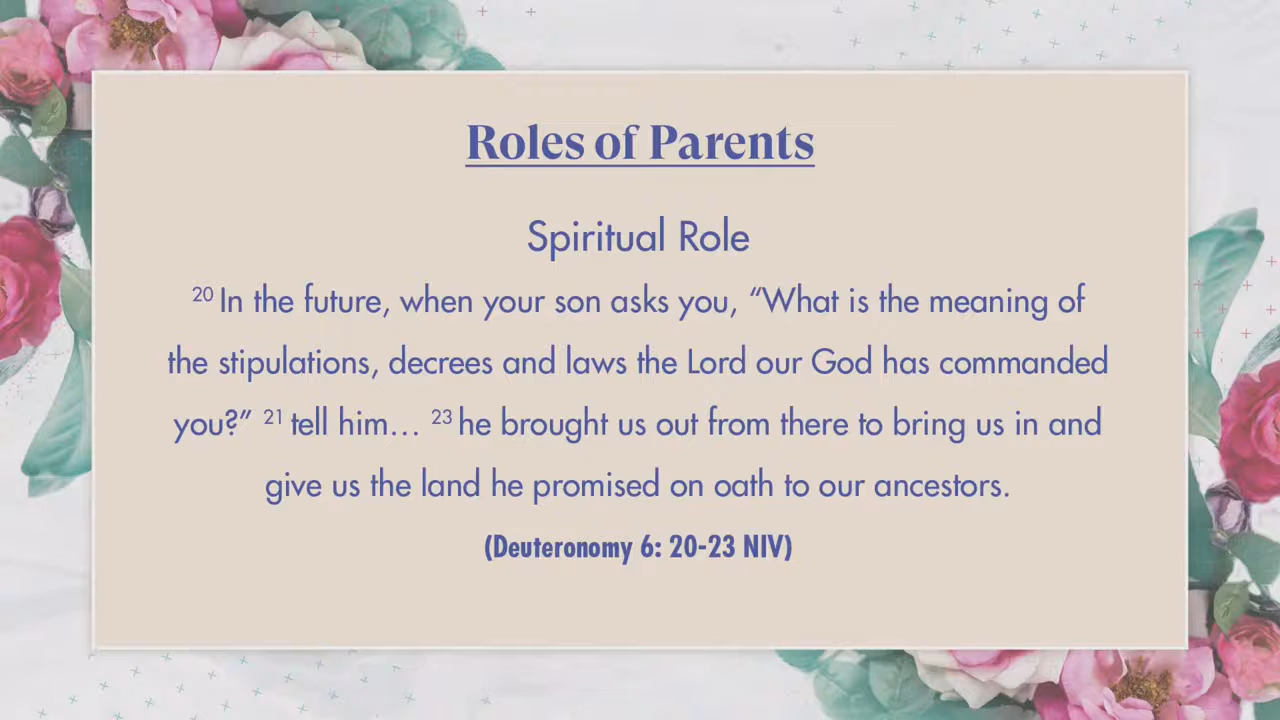 Roles of Parents
Spiritual Role
20 In the future, when your son asks you, “What is the meaning of
the stipulations, decrees and laws the Lord our God has commanded
you?” 21 tell him... 23 he brought us out from there to bring us in and
give us the land he promised on oath to our ancestors.
(Deuteronomy 6: 20-23 NIV)